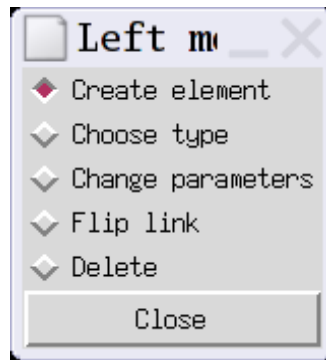 Left m
Create element
Choose type
Change parameters
Flip link
Delete
Close